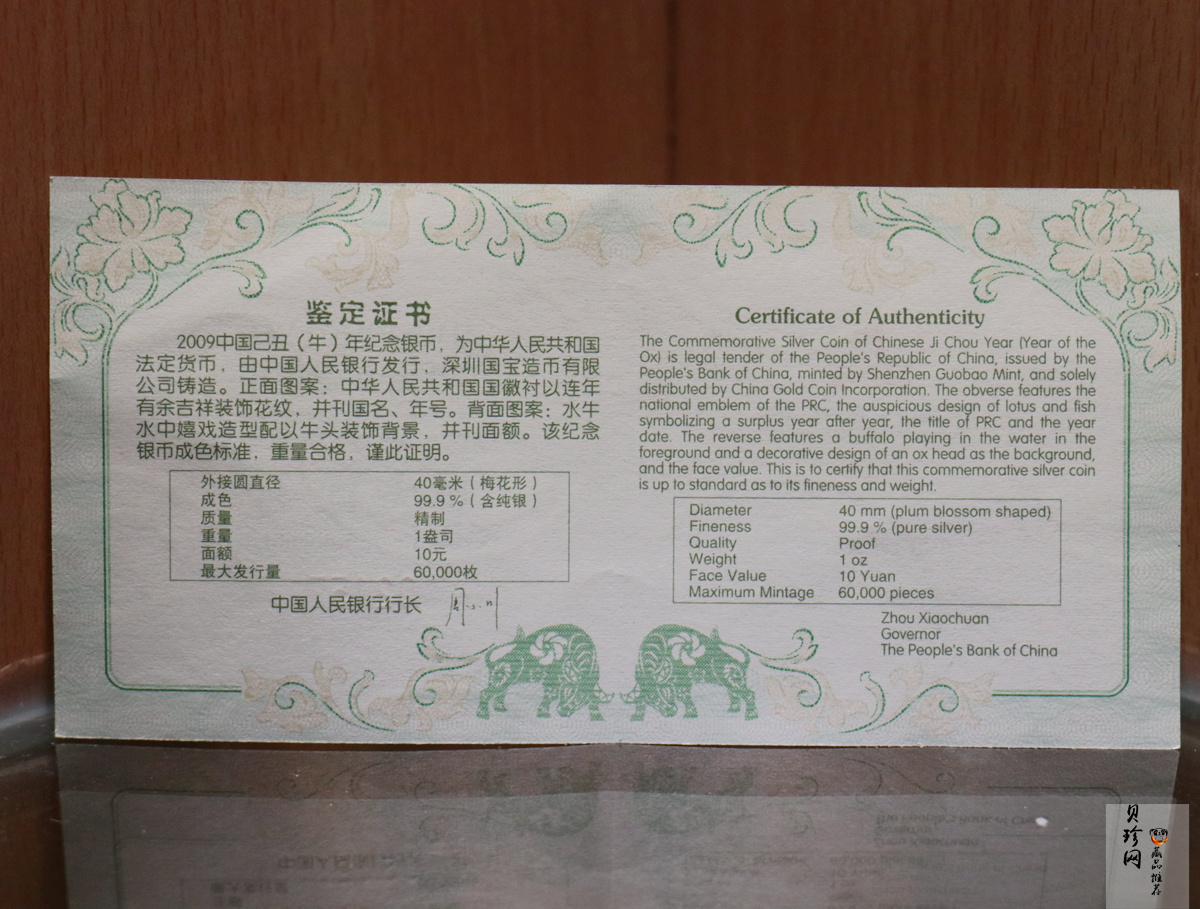 鉴定证书
2009中国己丑（牛）年纪念银币，为中华人民共和国
法定货币，由中国人民银行发行，深圳国宝造币有限
公司铸造。正面图案：中华人民共和国国徽衬以连年
有余吉祥装饰花纹，并刊国名、年号。背面图案：水牛
水中嬉戏造型配以牛头装饰背景，并刊面额。该纪念
银币成色标准，重量合格，谨此证明。
外接圆直径 40毫米（梅花形）
成色 99.9％（含纯银）
质量 精制
重量 1盎司
面额 10元
最大发行量 60,000枚
中国人民银行行长 周小川
Certificate of Authenticity
The Commemorative Silver Coin of Chinese Ji Chou Year (Year of the
Ox) is legal tender of the People's Republic of China, issued by the
People's Bank of China, minted by Shenzhen Guobao Mint, and solely
distributed by China Gold Coin Incorporation. The obverse features the
national emblem of the PRC, the auspicious design of lotus and fish
symbolizing a surplus year after year, the title of PRC and the year
date. The reverse features a buffalo playing in the water in the
foreground and a decorative design of an ox head as the background,
and the face value. This is to certify that this commemorative silver coin
is up to standard as to its fineness and weight.
Diameter 40 mm (plum blossom shaped)
Fineness 99.9 % (pure silver)
Quality Proof
Weight 1 oz
Face Value 10 Yuan
Maximum Mintage 60,000 pieces
Zhou Xiaochuan
Governor
The People's Bank of China
贝珍网
藏品推荐